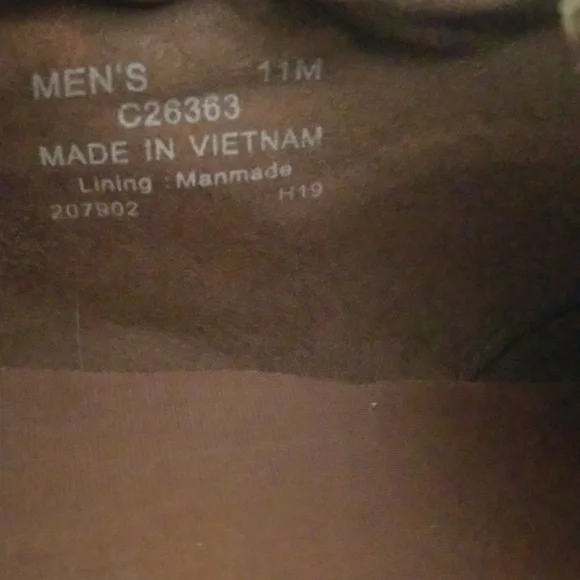 MEN'S 11M
C26363
MADE IN VIETNAM
Lining : Manmade
207902 H19